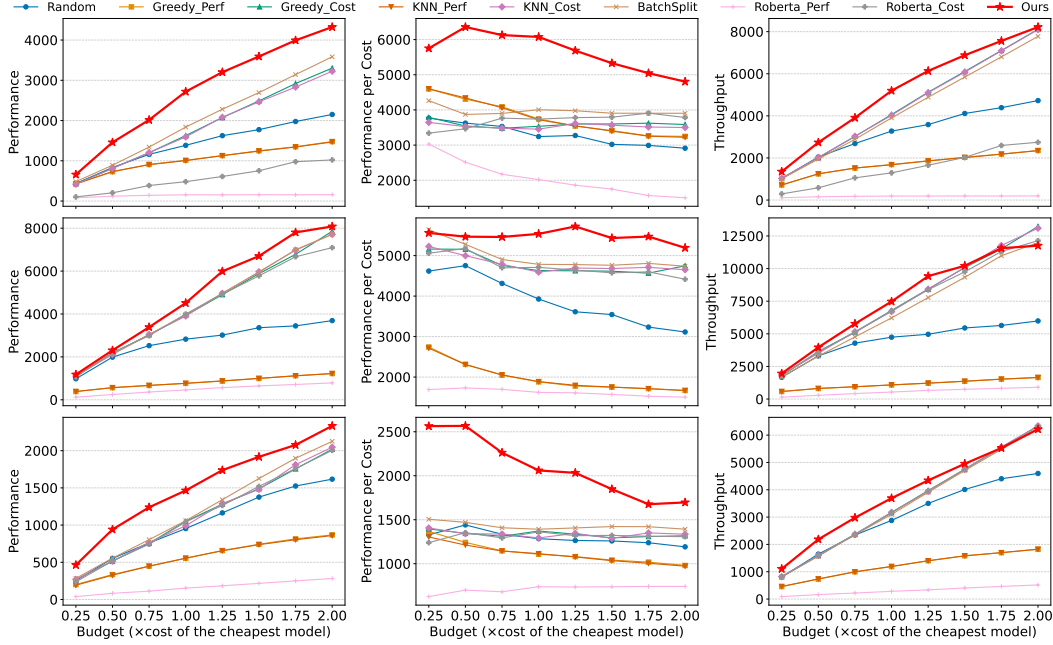 Random Greedy_Perf Greedy_Cost KNN_Perf KNN_Cost BatchSplit Roberta_Perf Roberta_Cost Ours
Performance
4000
3000
2000
1000
0
Performance per Cost
6000
5000
4000
3000
2000
Throughput
8000
6000
4000
2000
0
Performance
8000
6000
4000
2000
0
Performance per Cost
5000
4000
3000
2000
Throughput
12500
10000
7500
5000
2500
0
Performance
2000
1500
1000
500
0
0.25 0.50 0.75 1.00 1.25 1.50 1.75 2.00
Budget (×cost of the cheapest model)
Performance per Cost
2500
2000
1500
1000
0.25 0.50 0.75 1.00 1.25 1.50 1.75 2.00
Budget (×cost of the cheapest model)
Throughput
6000
5000
4000
3000
2000
1000
0
0.25 0.50 0.75 1.00 1.25 1.50 1.75 2.00
Budget (×cost of the cheapest model)